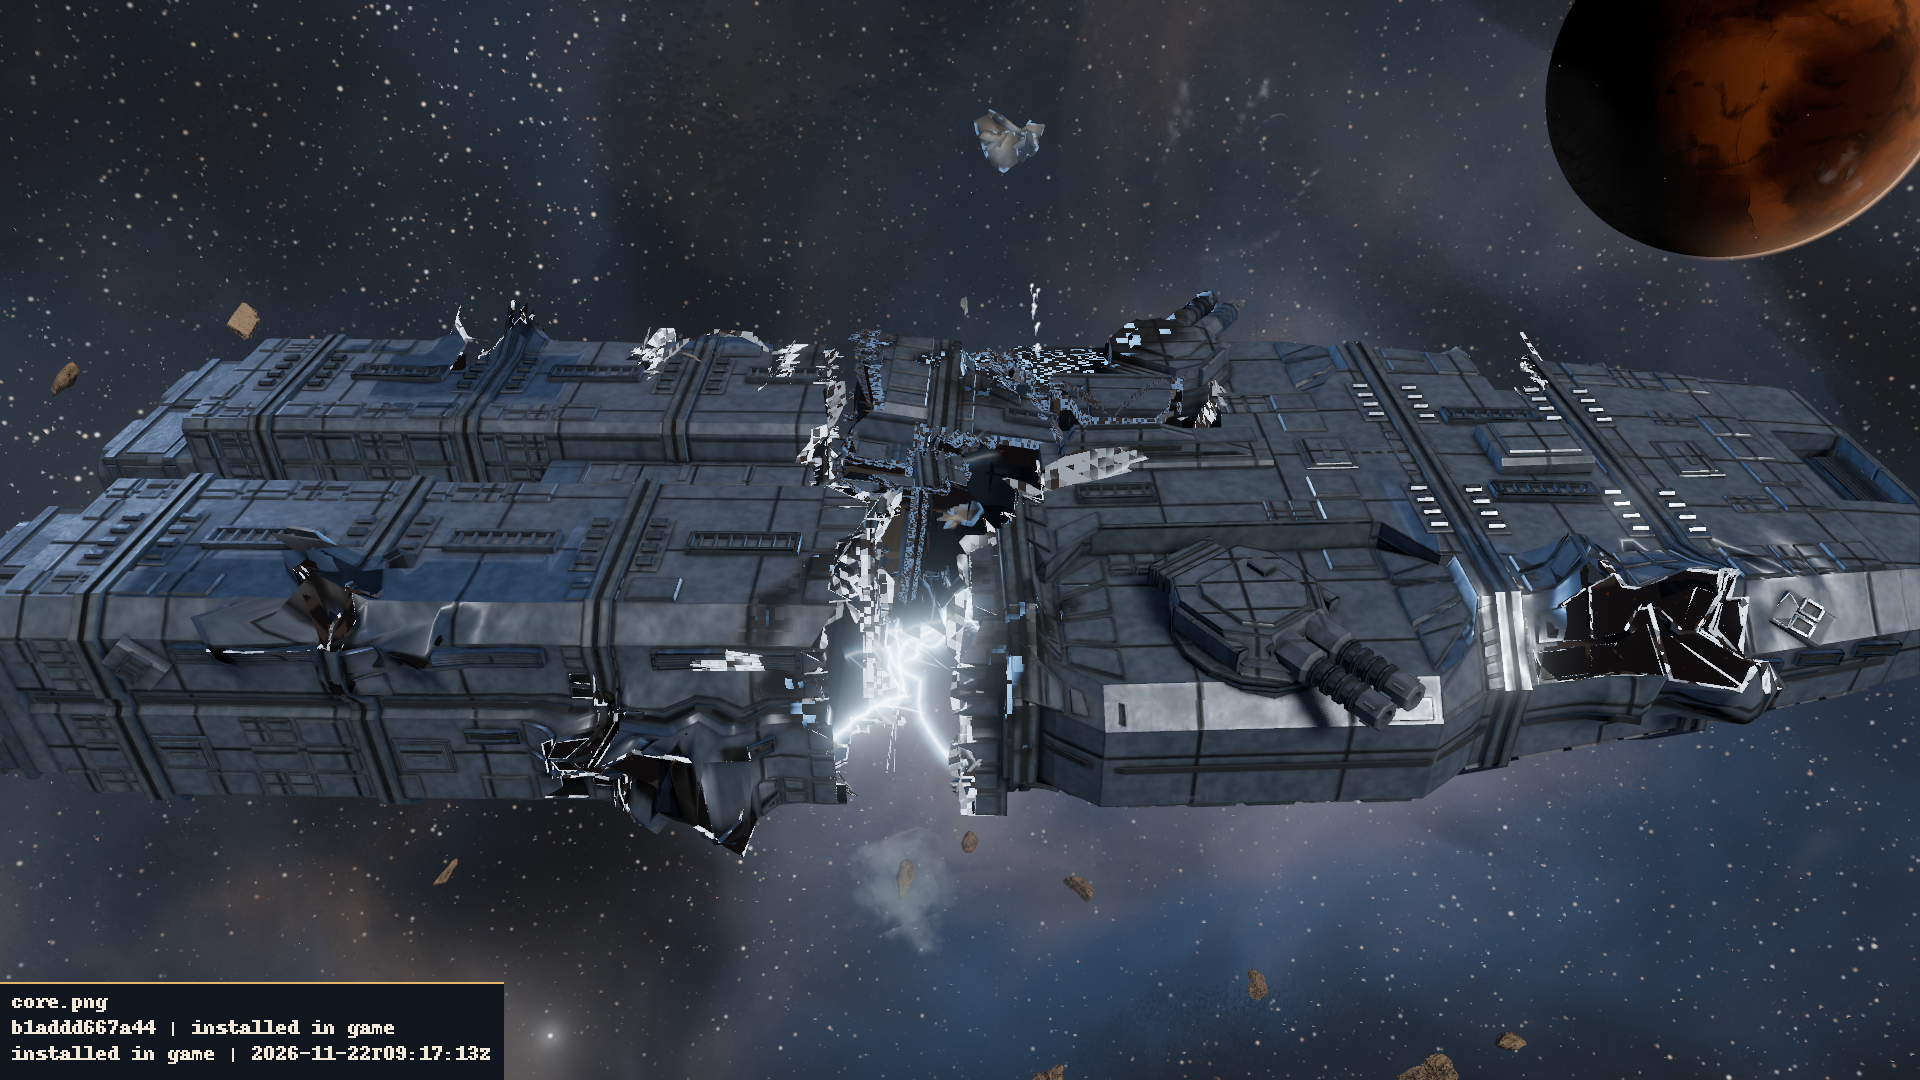 core.png
b1addd667a44 | installed in game
installed in game | 2026-11-22T09:17:13Z